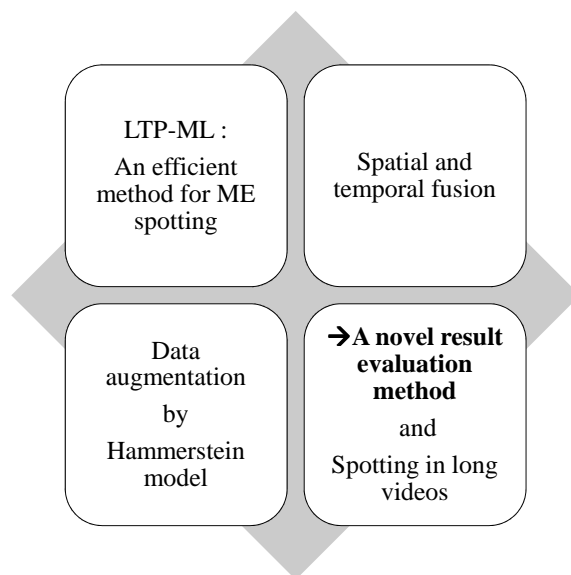 LTP-ML :
An efficient
method for ME
spotting
Spatial and
temporal fusion
Data
augmentation
by
Hammerstein
model
→A novel result
evaluation
method
and
Spotting in long
videos